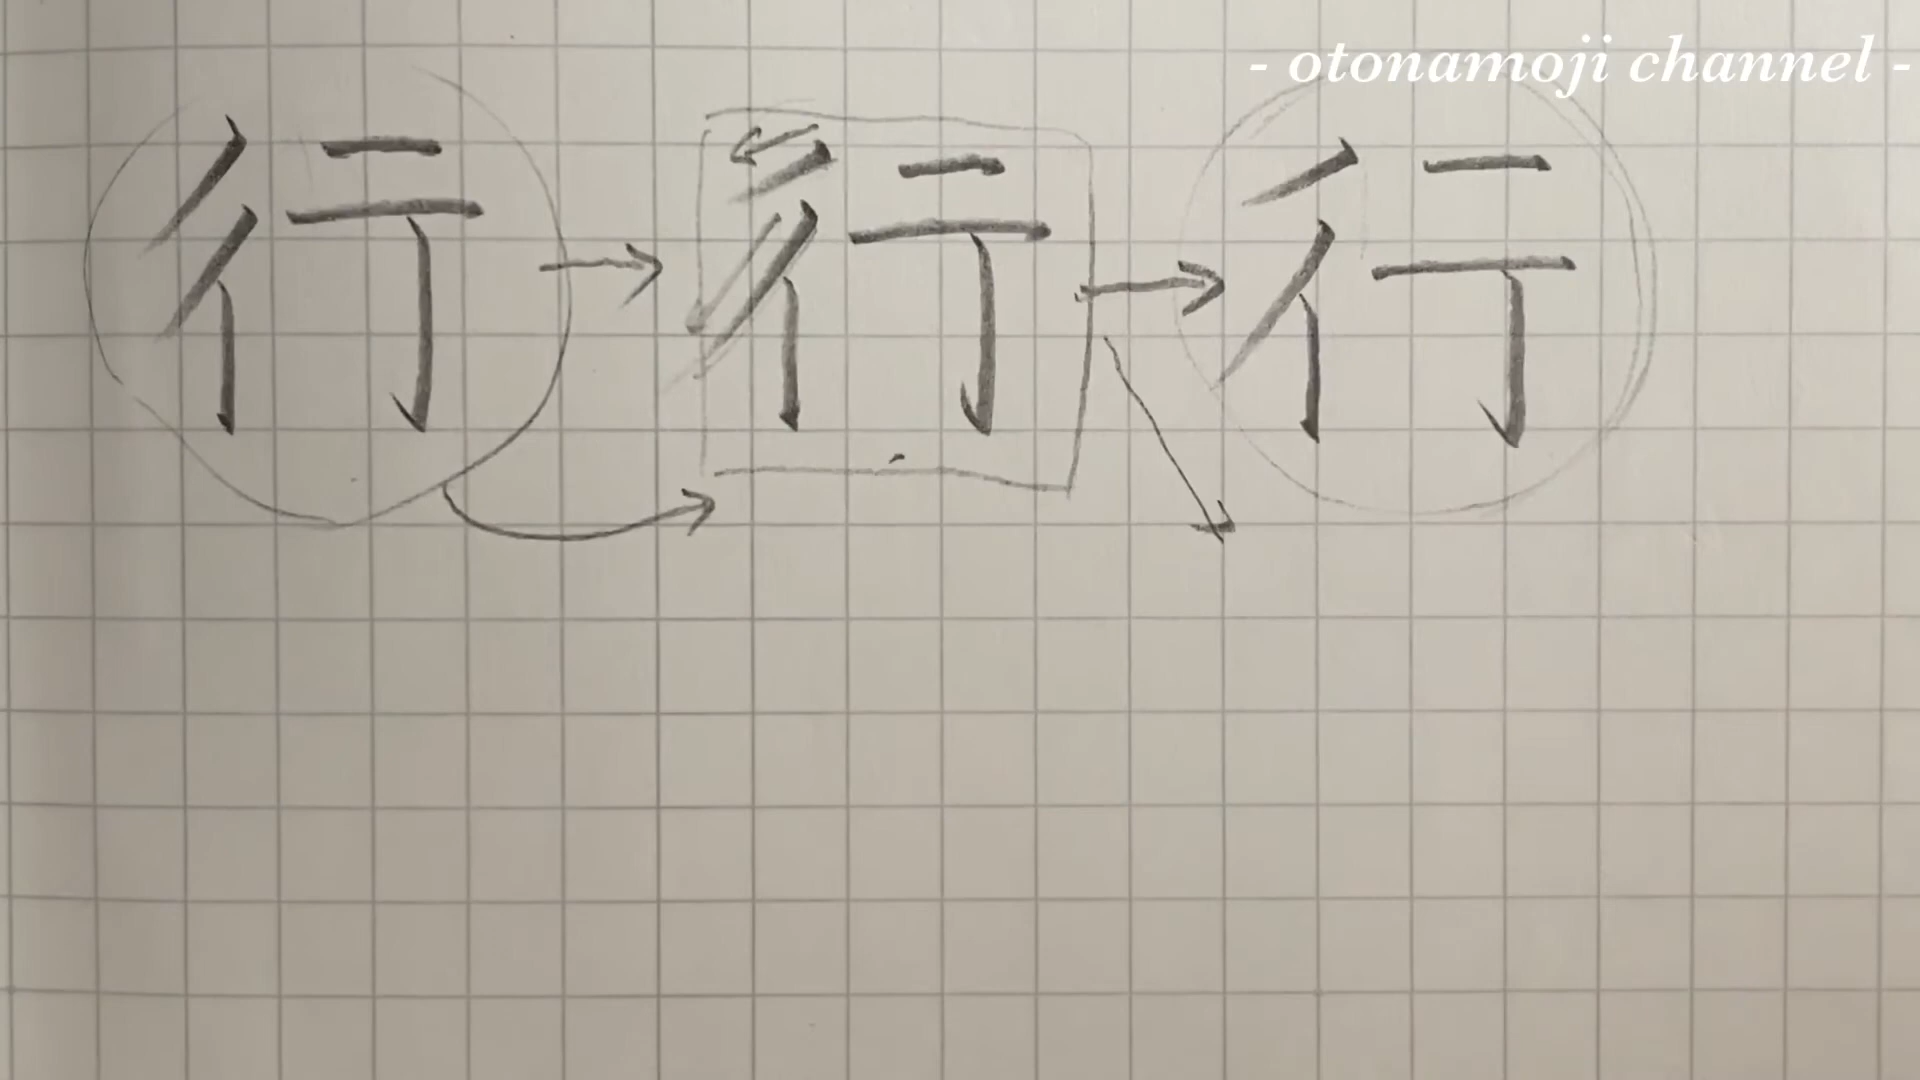 - otonamoji channel -
行 → 行 → 行